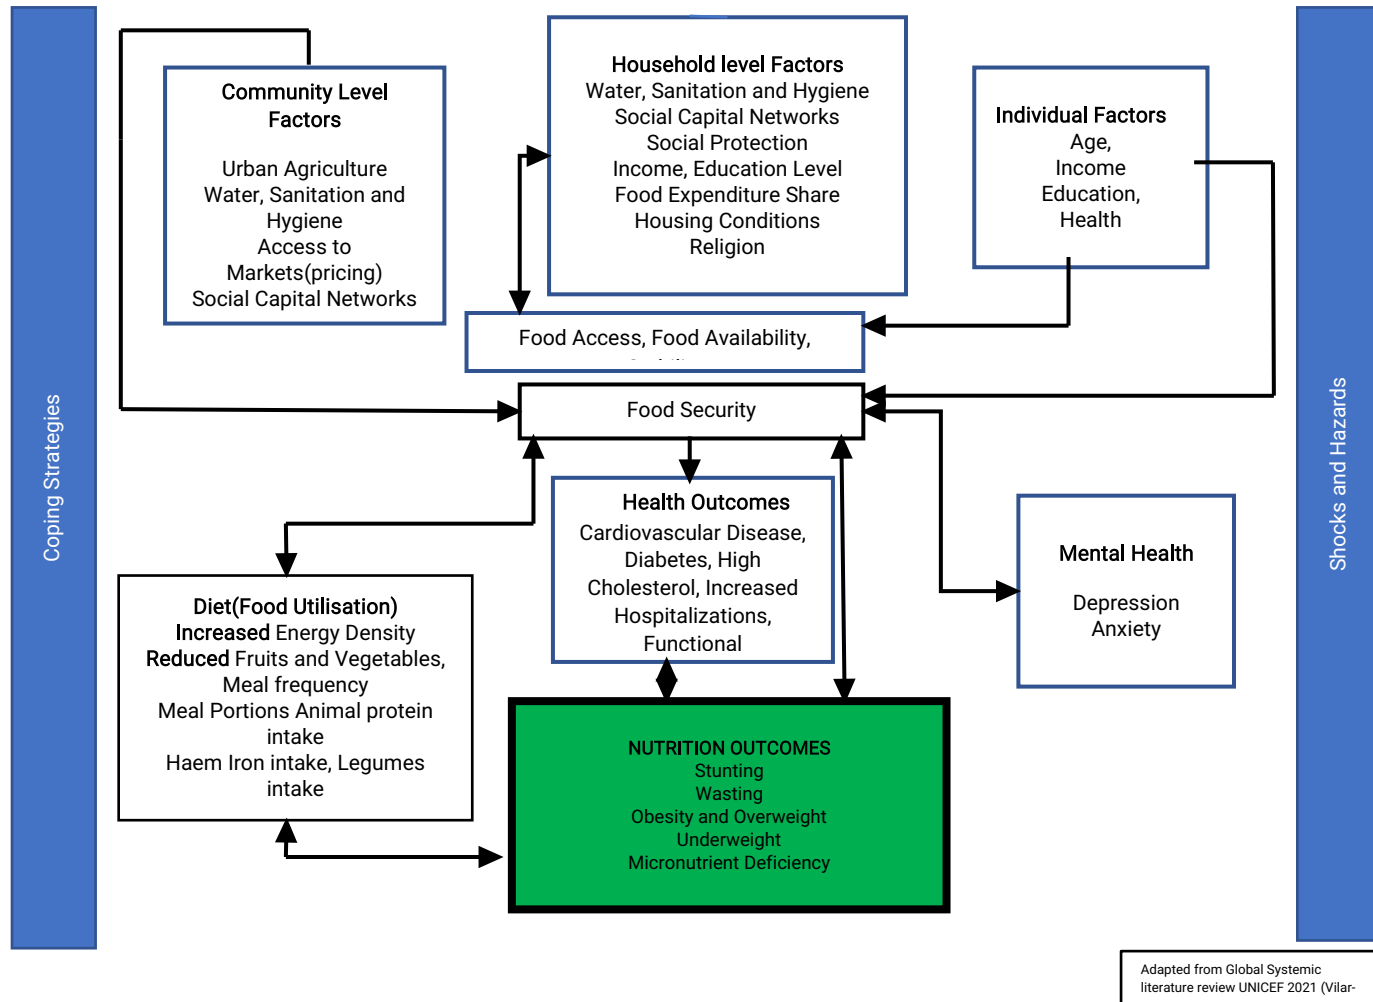 Coping Strategies
Community Level
Factors
Urban Agriculture
Water, Sanitation and
Hygiene
Access to
Markets(pricing)
Social Capital Networks
Household level Factors
Water, Sanitation and Hygiene
Social Capital Networks
Social Protection
Income, Education Level
Food Expenditure Share
Housing Conditions
Religion
Individual Factors
Age,
Income
Education,
Health
Shocks and Hazards
Food Access, Food Availability,
Food Security
Health Outcomes
Cardiovascular Disease,
Diabetes, High
Cholesterol, Increased
Hospitalizations,
Functional
Mental Health
Depression
Anxiety
Diet(Food Utilisation)
Increased Energy Density
Reduced Fruits and Vegetables,
Meal frequency
Meal Portions Animal protein
intake
Haem Iron intake, Legumes
intake
NUTRITION OUTCOMES
Stunting
Wasting
Obesity and Overweight
Underweight
Micronutrient Deficiency
Adapted from Global Systemic
literature review UNICEF 2021 (Vilar-